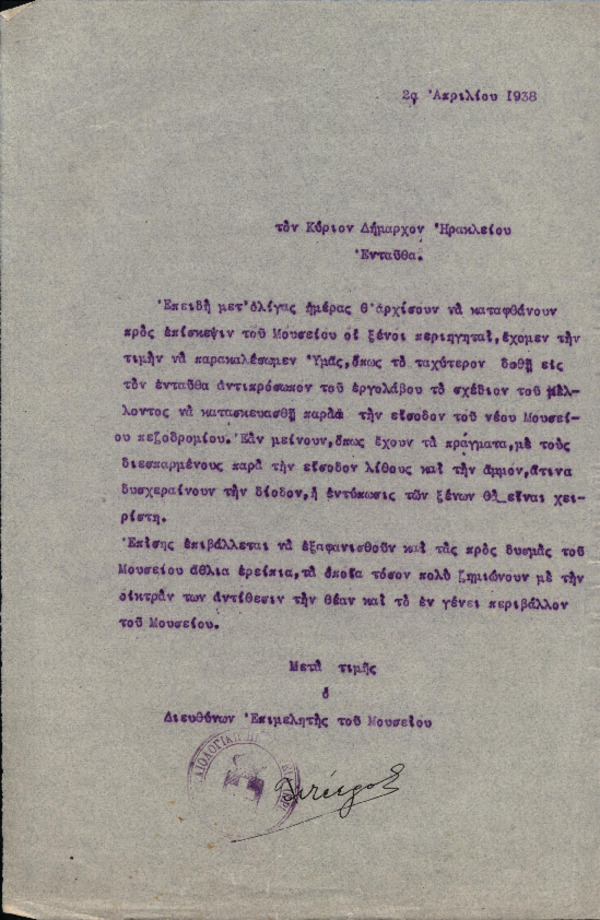 29 Ἀπριλίου 1938
τὸν Κύριον Δήμαρχον Ἡρακλείου
Ἐνταῦθα.
Ἐπειδὴ μετ'ὀλίγας ἡμέρας θ'ἀρχίσουν νὰ καταφθάνουν
πρὸς ἐπίσκεψιν τοῦ Μουσείου οἱ ξένοι περιηγηταί,ἔχομεν τὴν
τιμὴν νὰ παρακαλέσωμεν Ὑμᾶς,ὅπως τὸ ταχύτερον δοθῇ εἰς
τὸν ἐνταῦθα ἀντιπρόσωπον τοῦ ἐργολάβου τὸ σχέδιον τοῦ μέλ-
λοντος νὰ κατασκευασθῇ παρὰ τὴν εἴσοδον τοῦ νέου Μουσεί-
ου πεζοδρομίου. Ἐὰν μείνουν,ὅπως ἔχουν τὰ πράγματα,μὲ τοὺς
διεσπαρμένους παρὰ τὴν εἴσοδον λίθους καὶ τὴν ἄμμον,ἅτινα
δυσχεραίνουν τὴν δίοδον,ἡ ἐντύπωσις τῶν ξένων θὰ εἶναι χει-
ρίστη.
Ἐπίσης ἐπιβάλλεται νὰ ἐξαφανισθοῦν καὶ τὰς πρὸς δυσμὰς τοῦ
Μουσείου ἄθλια ἐρείπια,τὰ ὁποῖα τόσον πολὺ ζημιώνουν μὲ τὴν
οἰκτρὰν των ἀντίθεσιν τὴν θέαν καὶ τὸ ἐν γένει περιβάλλον
τοῦ Μουσείου.
Μετὰ τιμῆς
ὁ
Διευθύνων Ἐπιμελητὴς τοῦ Μουσείου